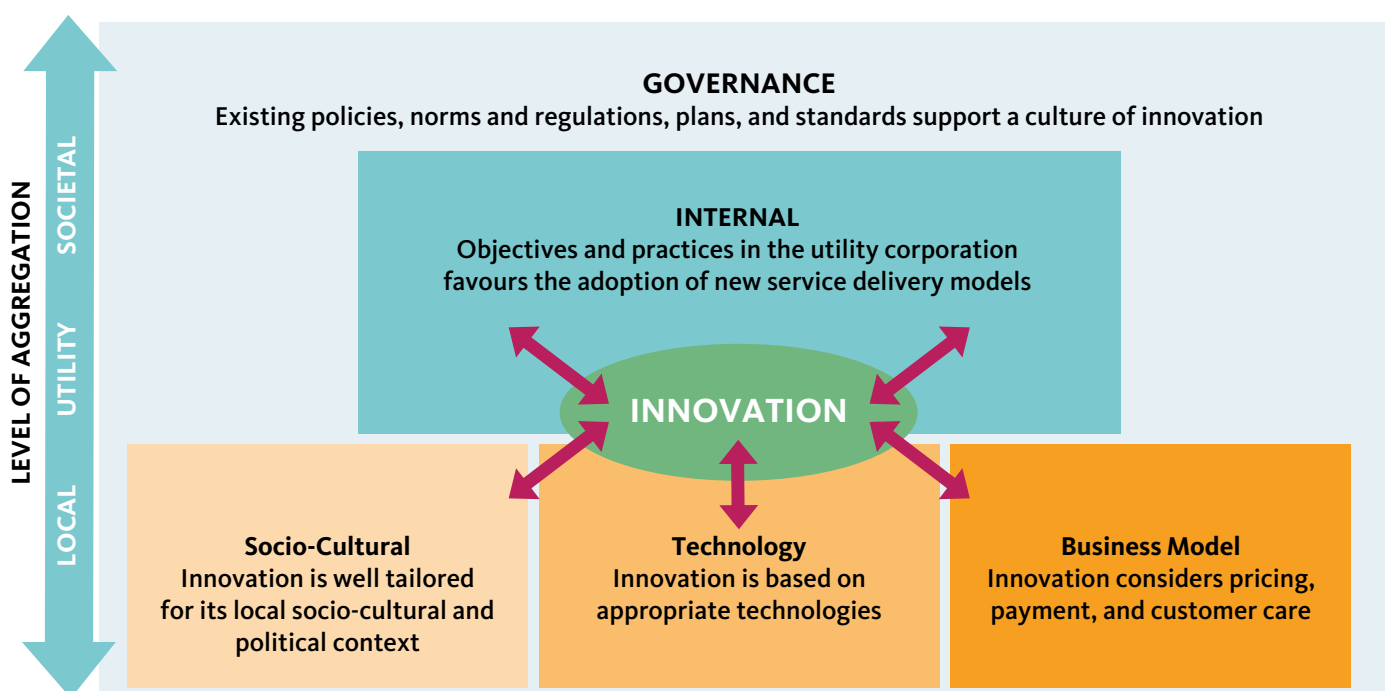 LEVEL OF AGGREGATION
SOCIETAL
UTILITY
LOCAL
GOVERNANCE
Existing policies, norms and regulations, plans, and standards support a culture of innovation
INTERNAL
Objectives and practices in the utility corporation
favours the adoption of new service delivery models
INNOVATION
Socio-Cultural
Innovation is well tailored
for its local socio-cultural and
political context
Technology
Innovation is based on
appropriate technologies
Business Model
Innovation considers pricing,
payment, and customer care